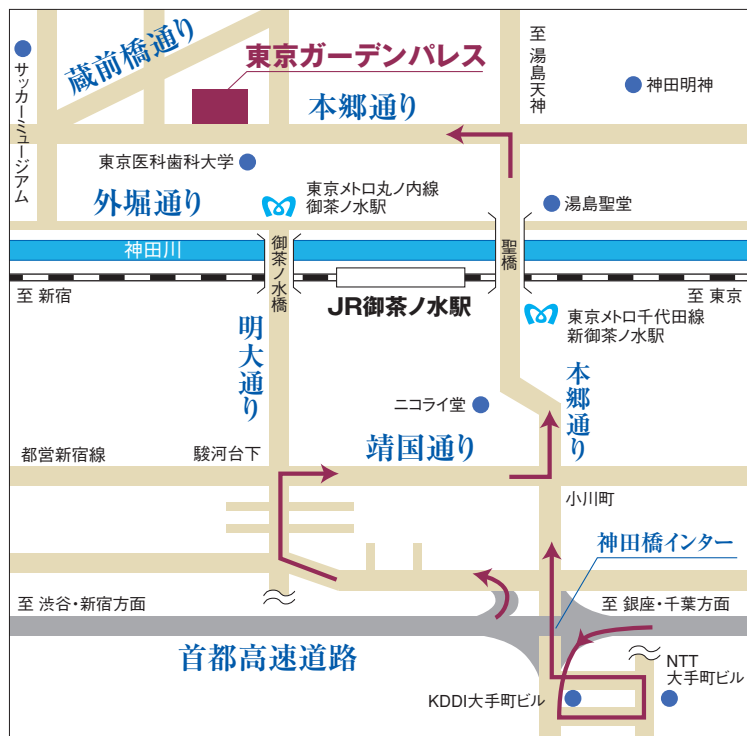 サッカーミュージアム
蔵前橋通り
東京ガーデンパレス
至 湯島天神
神田明神
本郷通り
東京医科歯科大学
外堀通り
東京メトロ丸ノ内線
御茶ノ水駅
湯島聖堂
神田川
御茶ノ水橋
聖橋
至 新宿
JR御茶ノ水駅
至 東京
東京メトロ千代田線
新御茶ノ水駅
明大通り
本郷通り
ニコライ堂
都営新宿線
駿河台下
靖国通り
小川町
神田橋インター
至 渋谷・新宿方面
至 銀座・千葉方面
首都高速道路
NTT
大手町ビル
KDDI大手町ビル